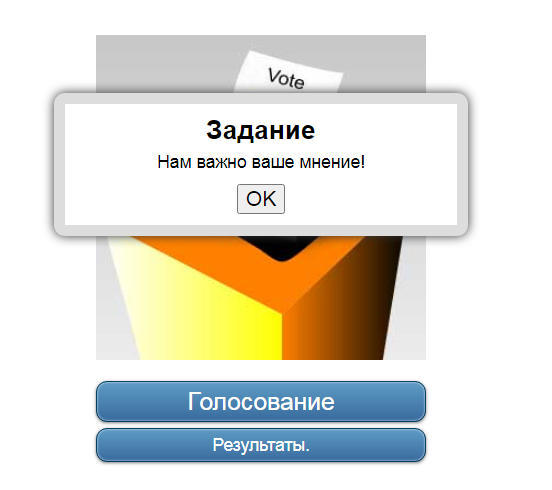 Vote
Задание
Нам важно ваше мнение!
OK
Голосование
Результаты.